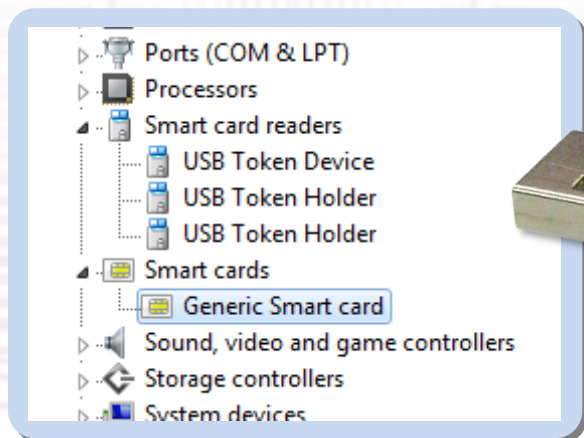 Ports (COM & LPT)
Processors
Smart card readers
USB Token Device
USB Token Holder
USB Token Holder
Smart cards
Generic Smart card
Sound, video and game controllers
Storage controllers
System devices